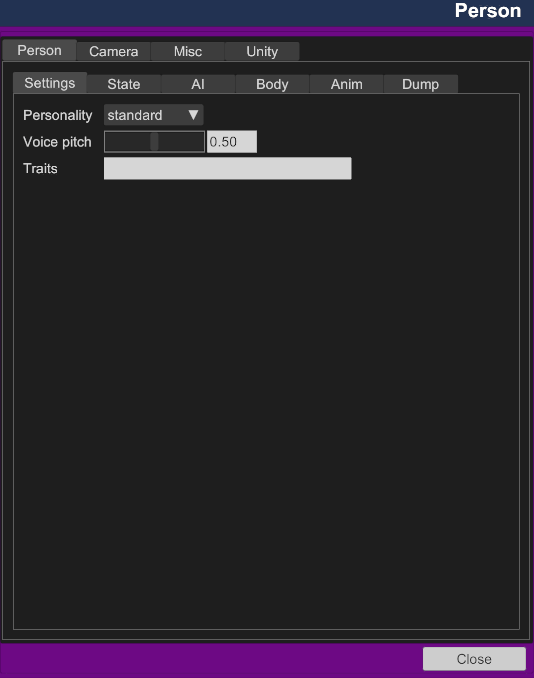 Person
Person Camera Misc Unity
Settings State AI Body Anim Dump
Personality standard ▼
Voice pitch 0.50
Traits
Close